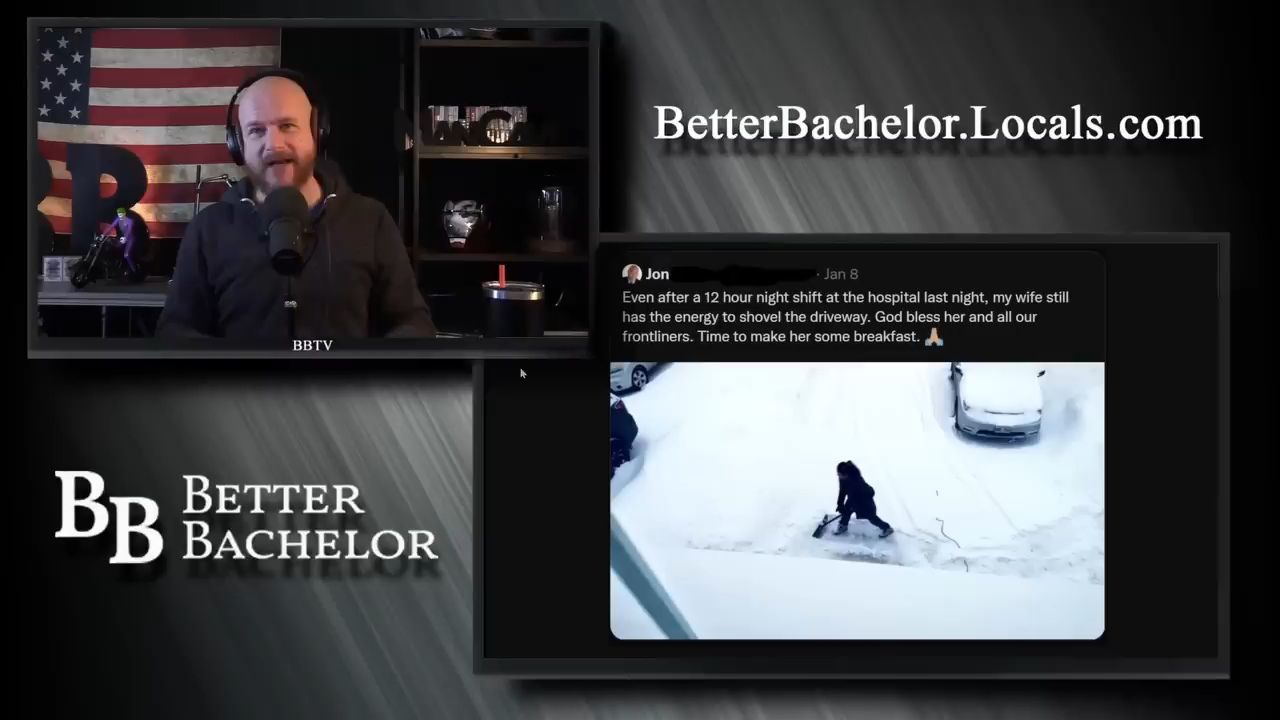 BBTV
BetterBachelor.Locals.com
Jon · Jan 8
Even after a 12 hour night shift at the hospital last night, my wife still
has the energy to shovel the driveway. God bless her and all our
frontliners. Time to make her some breakfast. 🙏🏼
BB BETTER
BACHELOR